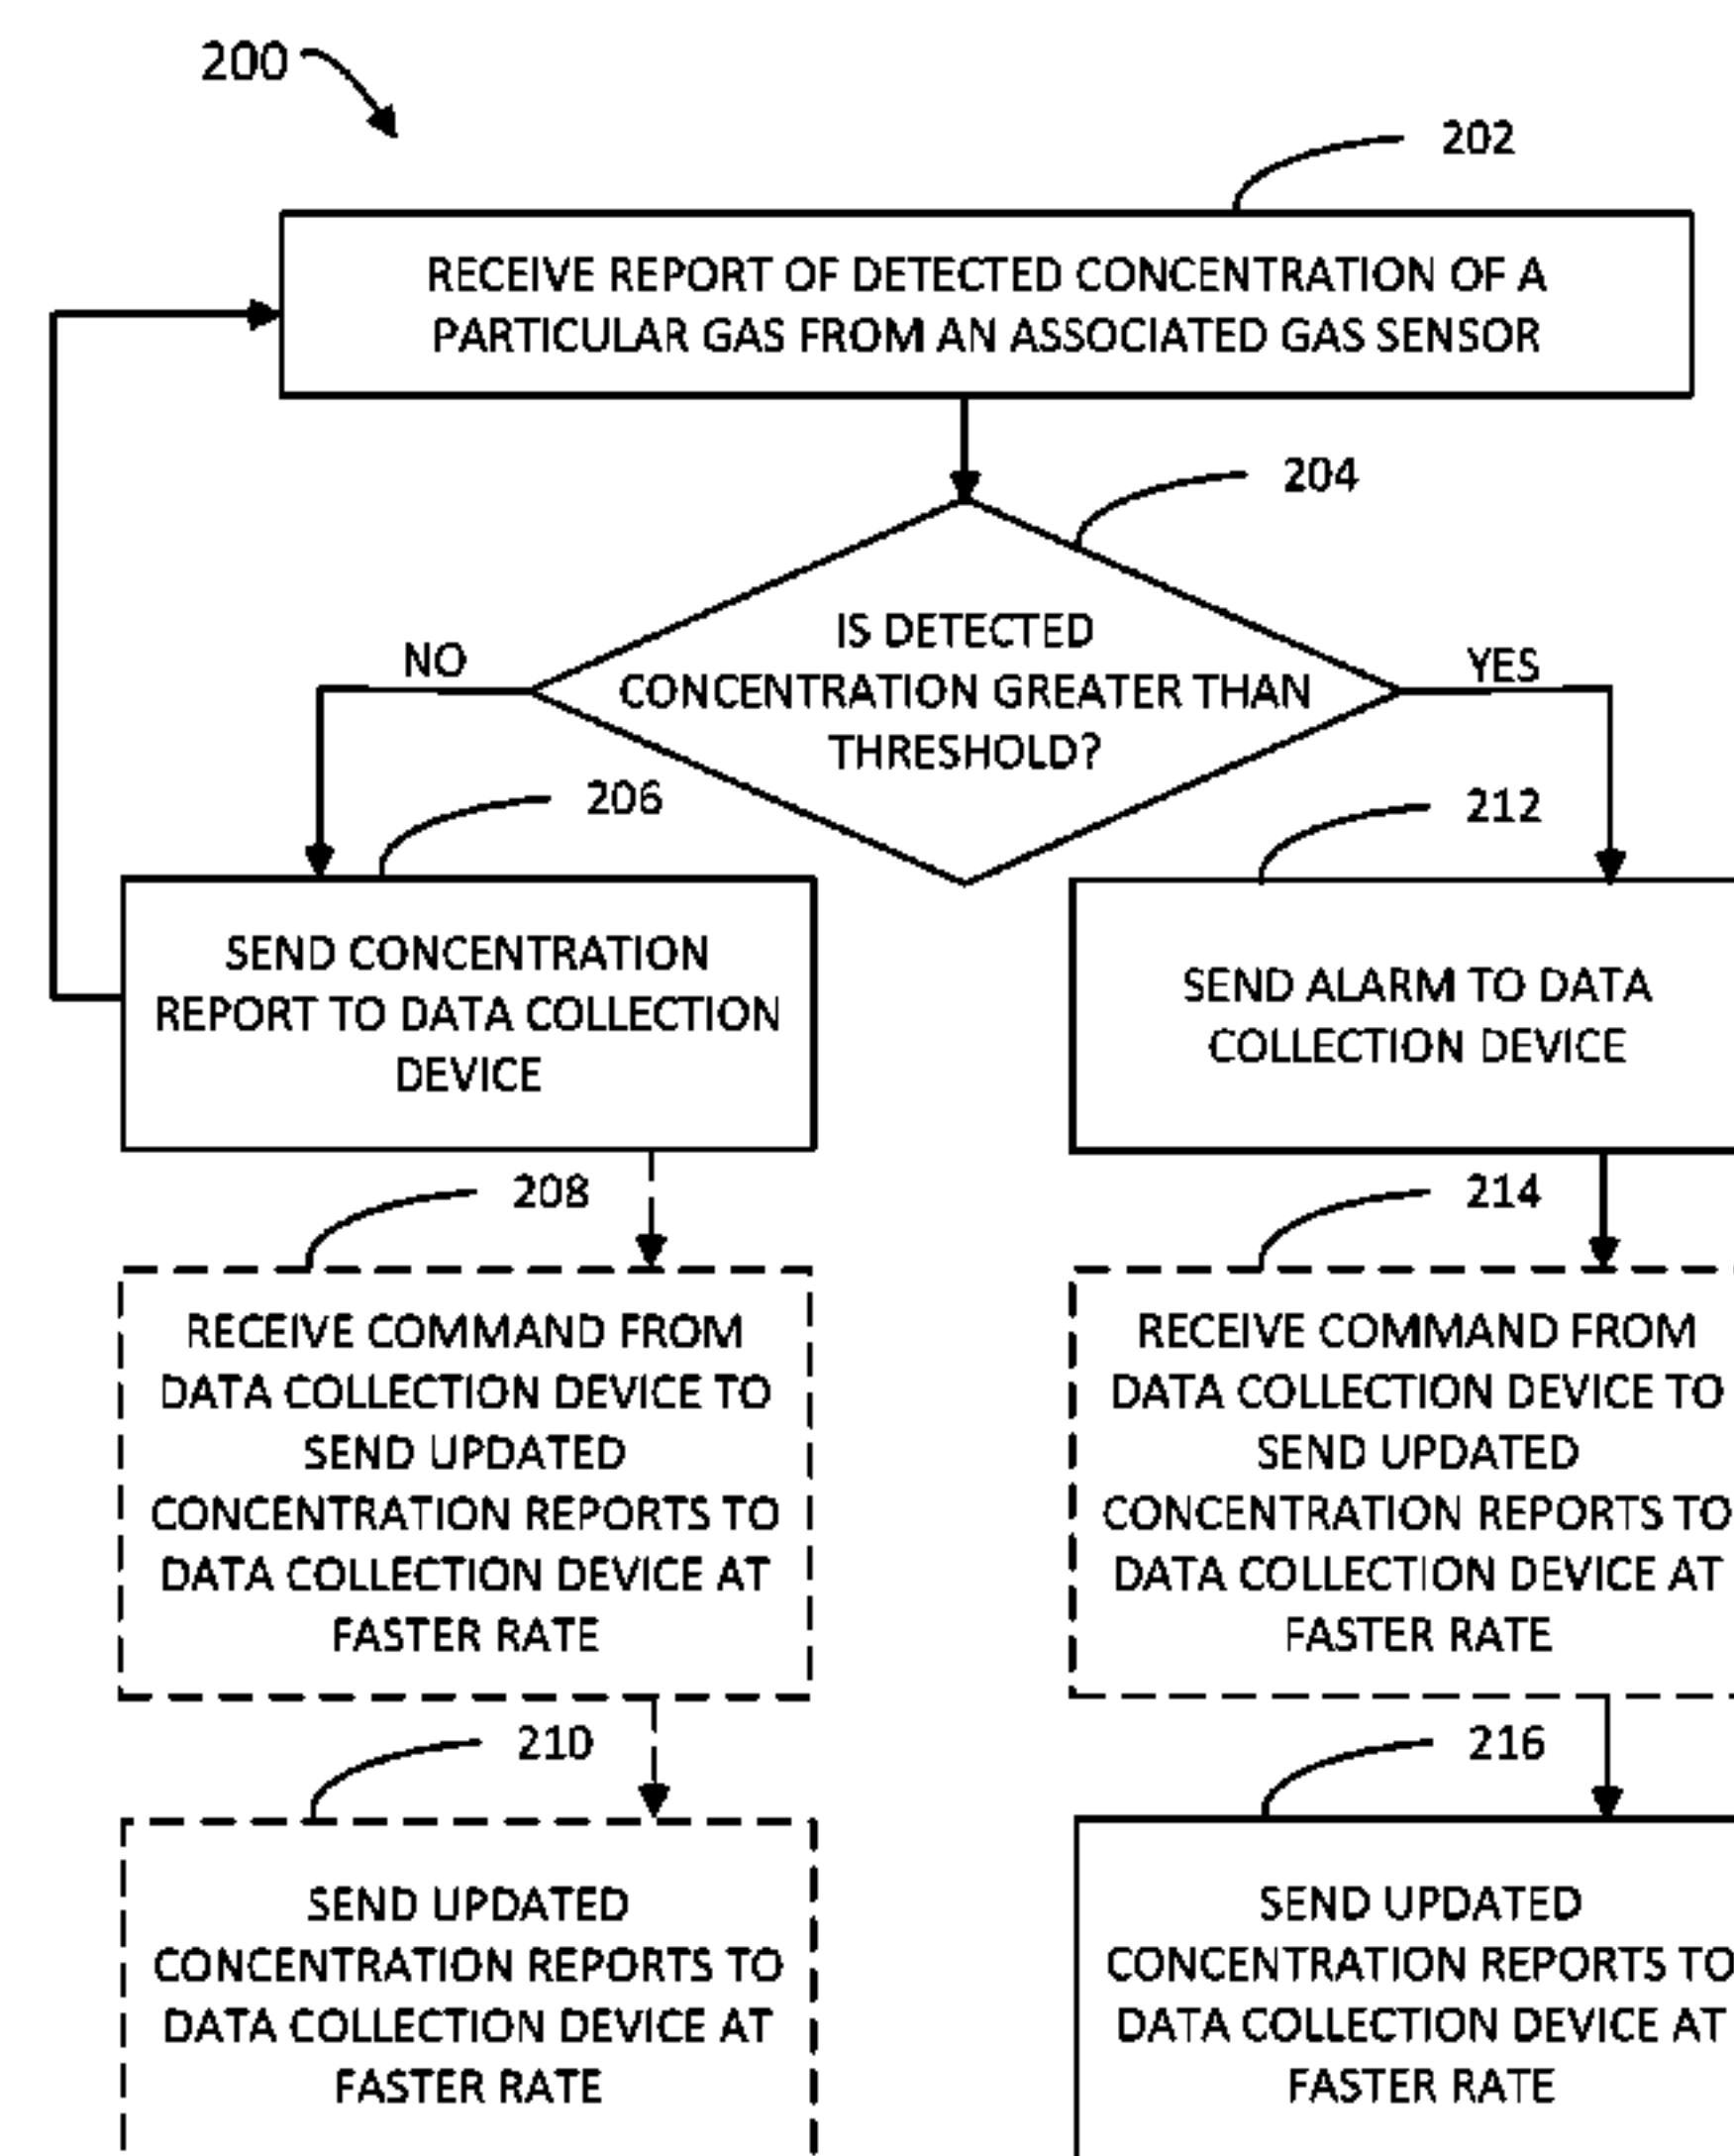 200
202
RECEIVE REPORT OF DETECTED CONCENTRATION OF A
PARTICULAR GAS FROM AN ASSOCIATED GAS SENSOR
204
IS DETECTED
CONCENTRATION GREATER THAN
THRESHOLD?
NO
YES
206
SEND CONCENTRATION
REPORT TO DATA COLLECTION
DEVICE
212
SEND ALARM TO DATA
COLLECTION DEVICE
208
RECEIVE COMMAND FROM
DATA COLLECTION DEVICE TO
SEND UPDATED
CONCENTRATION REPORTS TO
DATA COLLECTION DEVICE AT
FASTER RATE
214
RECEIVE COMMAND FROM
DATA COLLECTION DEVICE TO
SEND UPDATED
CONCENTRATION REPORTS TO
DATA COLLECTION DEVICE AT
FASTER RATE
210
SEND UPDATED
CONCENTRATION REPORTS TO
DATA COLLECTION DEVICE AT
FASTER RATE
216
SEND UPDATED
CONCENTRATION REPORTS TO
DATA COLLECTION DEVICE AT
FASTER RATE